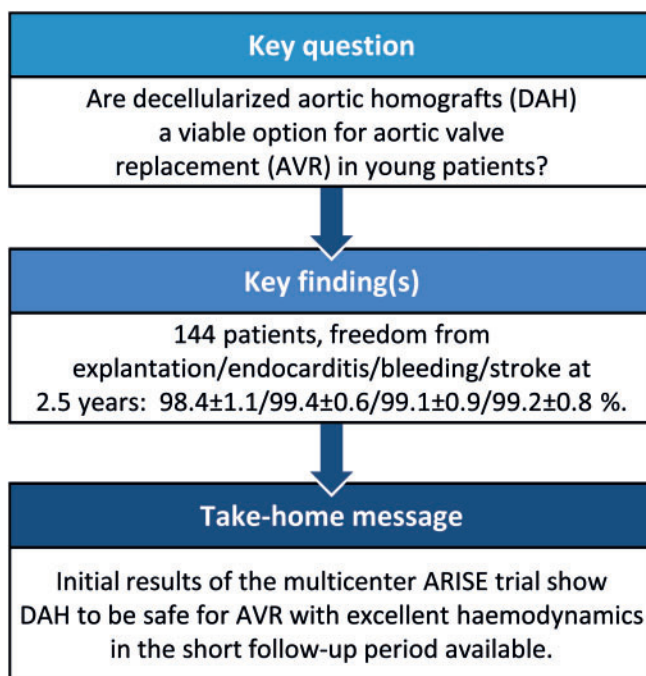 Key question
Are decellularized aortic homografts (DAH)
a viable option for aortic valve
replacement (AVR) in young patients?
Key finding(s)
144 patients, freedom from
explantation/endocarditis/bleeding/stroke at
2.5 years: 98.4±1.1/99.4±0.6/99.1±0.9/99.2±0.8 %.
Take-home message
Initial results of the multicenter ARISE trial show
DAH to be safe for AVR with excellent haemodynamics
in the short follow-up period available.